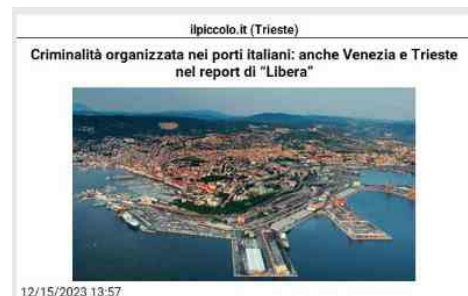 ilpiccolo.it (Trieste)
Criminalità organizzata nei porti italiani: anche Venezia e Trieste
nel report di “Libera”
12/15/2023 13:57